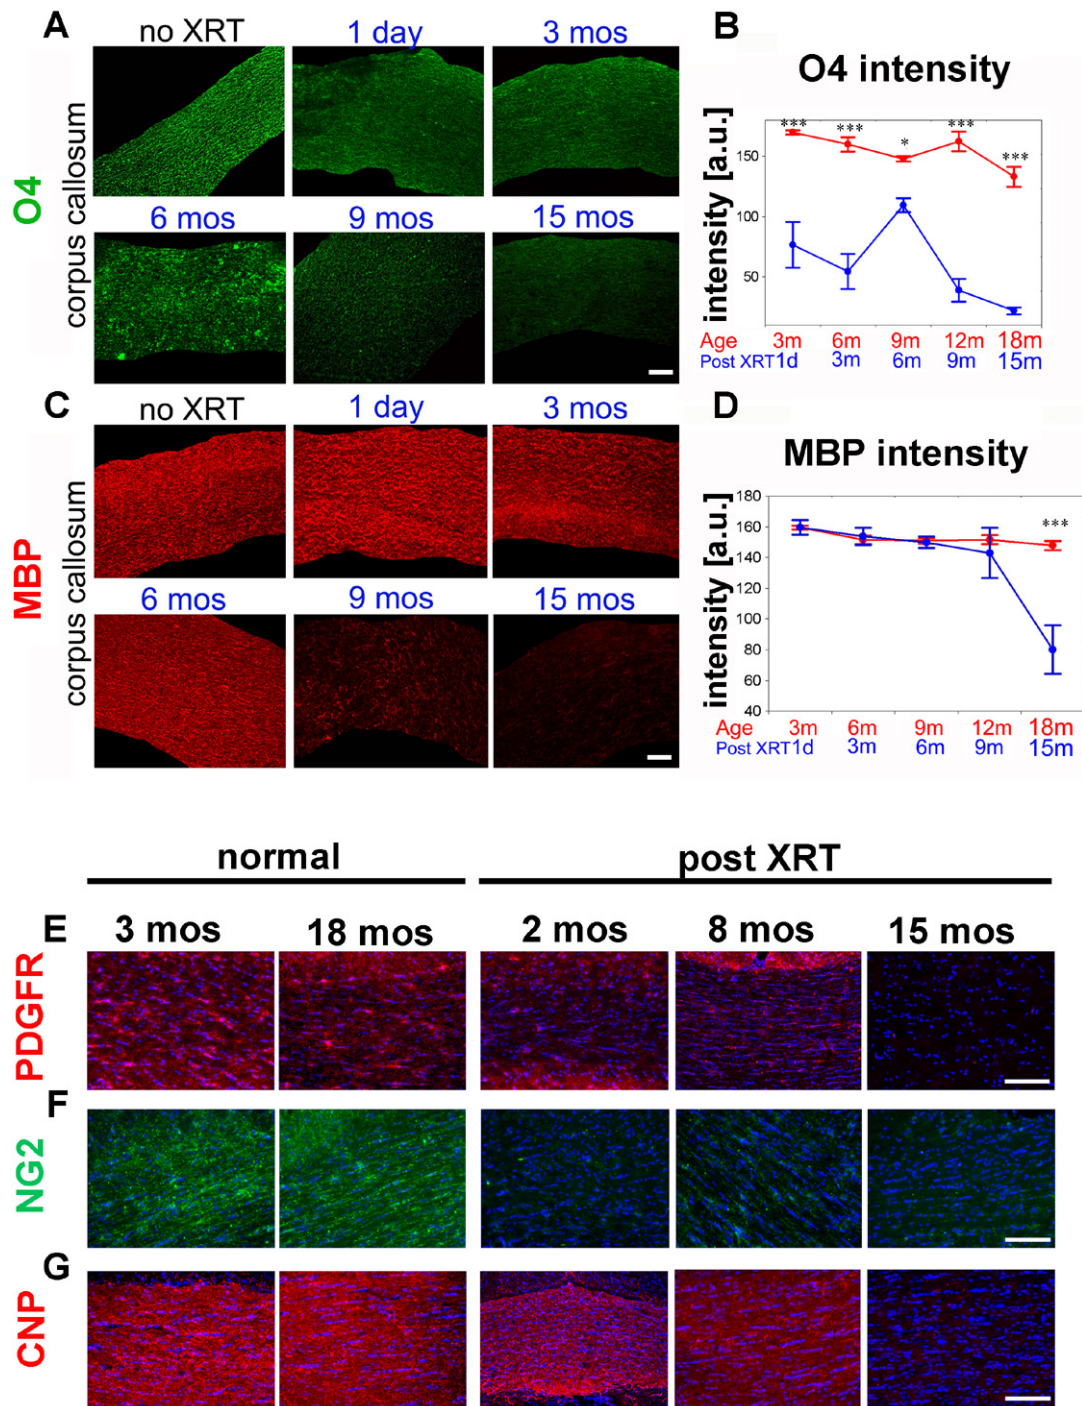 A
no XRT
1 day
3 mos
O4
corpus callosum
6 mos
9 mos
15 mos
B
O4 intensity
intensity [a.u.]
150
100
50
***
***
*
***
***
Age 3m 6m 9m 12m 18m
Post XRT 1d 3m 6m 9m 15m
C
no XRT
1 day
3 mos
MBP
corpus callosum
6 mos
9 mos
15 mos
D
MBP intensity
intensity [a.u.]
180
160
140
120
100
80
60
40
***
Age 3m 6m 9m 12m 18m
Post XRT 1d 3m 6m 9m 15m
normal
post XRT
E
3 mos
18 mos
2 mos
8 mos
15 mos
PDGFR
F
NG2
G
CNP